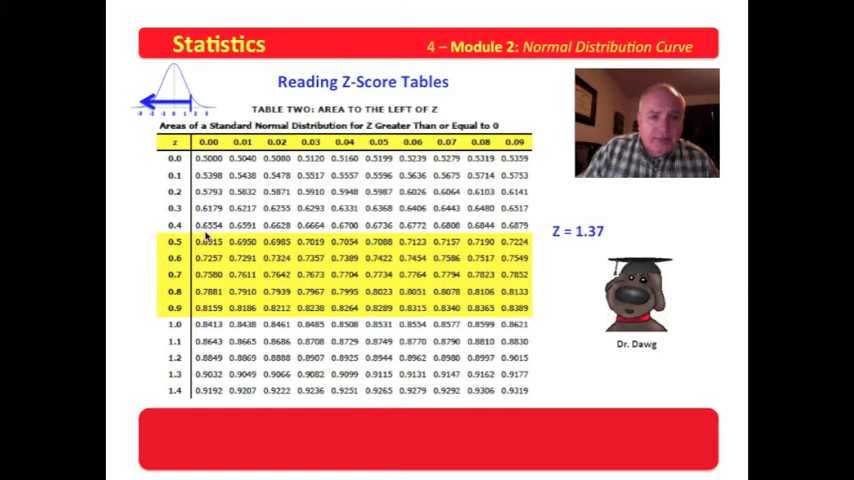 Statistics
4 – Module 2: Normal Distribution Curve
Reading Z-Score Tables
-3 -2 -1 0 1 2 3
TABLE TWO: AREA TO THE LEFT OF Z
Areas of a Standard Normal Distribution for Z Greater Than or Equal to 0
z 0.00 0.01 0.02 0.03 0.04 0.05 0.06 0.07 0.08 0.09
0.0 0.5000 0.5040 0.5080 0.5120 0.5160 0.5199 0.5239 0.5279 0.5319 0.5359
0.1 0.5398 0.5438 0.5478 0.5517 0.5557 0.5596 0.5636 0.5675 0.5714 0.5753
0.2 0.5793 0.5832 0.5871 0.5910 0.5948 0.5987 0.6026 0.6064 0.6103 0.6141
0.3 0.6179 0.6217 0.6255 0.6293 0.6331 0.6368 0.6406 0.6443 0.6480 0.6517
0.4 0.6554 0.6591 0.6628 0.6664 0.6700 0.6736 0.6772 0.6808 0.6844 0.6879
0.5 0.6915 0.6950 0.6985 0.7019 0.7054 0.7088 0.7123 0.7157 0.7190 0.7224
0.6 0.7257 0.7291 0.7324 0.7357 0.7389 0.7422 0.7454 0.7486 0.7517 0.7549
0.7 0.7580 0.7611 0.7642 0.7673 0.7704 0.7734 0.7764 0.7794 0.7823 0.7852
0.8 0.7881 0.7910 0.7939 0.7967 0.7995 0.8023 0.8051 0.8078 0.8106 0.8133
0.9 0.8159 0.8186 0.8212 0.8238 0.8264 0.8289 0.8315 0.8340 0.8365 0.8389
1.0 0.8413 0.8438 0.8461 0.8485 0.8508 0.8531 0.8554 0.8577 0.8599 0.8621
1.1 0.8643 0.8665 0.8686 0.8708 0.8729 0.8749 0.8770 0.8790 0.8810 0.8830
1.2 0.8849 0.8869 0.8888 0.8907 0.8925 0.8944 0.8962 0.8980 0.8997 0.9015
1.3 0.9032 0.9049 0.9066 0.9082 0.9099 0.9115 0.9131 0.9147 0.9162 0.9177
1.4 0.9192 0.9207 0.9222 0.9236 0.9251 0.9265 0.9279 0.9292 0.9306 0.9319
Z = 1.37
Dr. Dawg